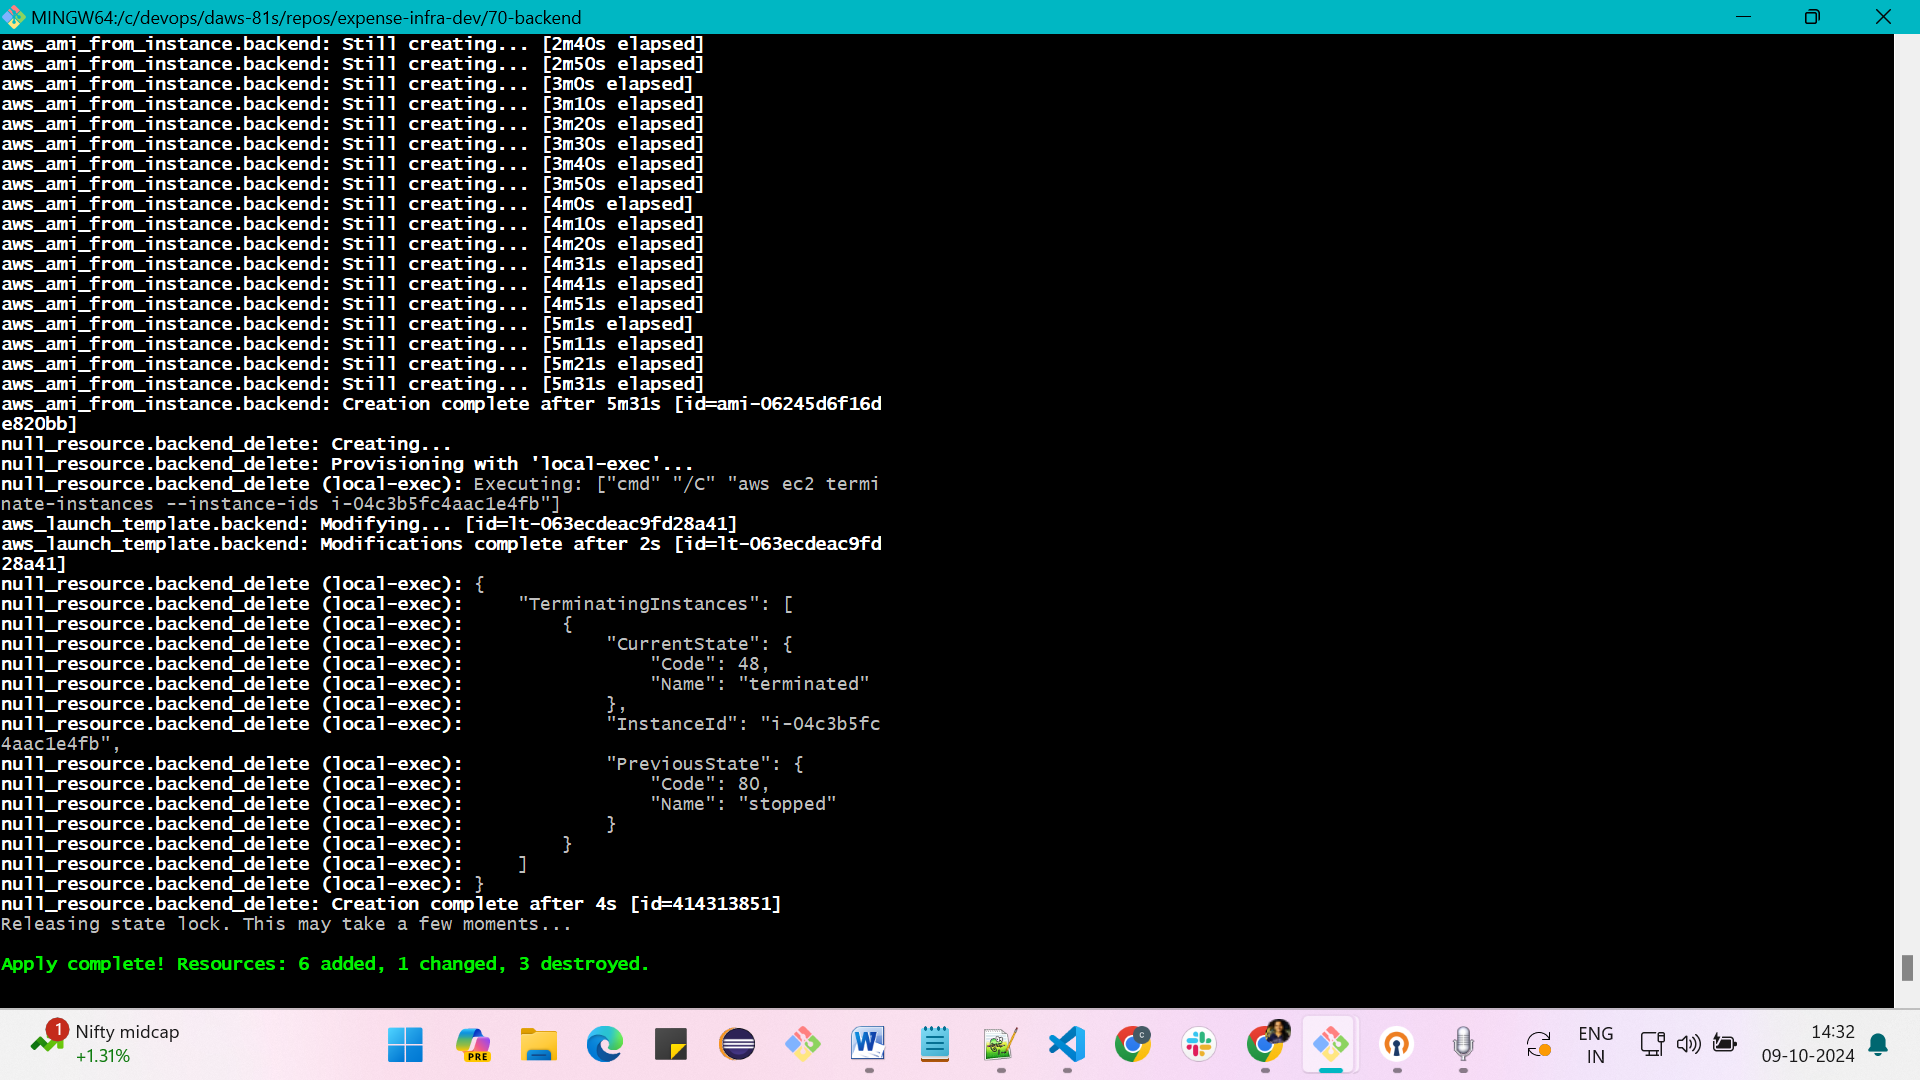 MINGW64:/c/devops/daws-81s/repos/expense-infra-dev/70-backend
aws_ami_from_instance.backend: Still creating... [2m40s elapsed]
aws_ami_from_instance.backend: Still creating... [2m50s elapsed]
aws_ami_from_instance.backend: Still creating... [3m0s elapsed]
aws_ami_from_instance.backend: Still creating... [3m10s elapsed]
aws_ami_from_instance.backend: Still creating... [3m20s elapsed]
aws_ami_from_instance.backend: Still creating... [3m30s elapsed]
aws_ami_from_instance.backend: Still creating... [3m40s elapsed]
aws_ami_from_instance.backend: Still creating... [3m50s elapsed]
aws_ami_from_instance.backend: Still creating... [4m0s elapsed]
aws_ami_from_instance.backend: Still creating... [4m10s elapsed]
aws_ami_from_instance.backend: Still creating... [4m20s elapsed]
aws_ami_from_instance.backend: Still creating... [4m31s elapsed]
aws_ami_from_instance.backend: Still creating... [4m41s elapsed]
aws_ami_from_instance.backend: Still creating... [4m51s elapsed]
aws_ami_from_instance.backend: Still creating... [5m1s elapsed]
aws_ami_from_instance.backend: Still creating... [5m11s elapsed]
aws_ami_from_instance.backend: Still creating... [5m21s elapsed]
aws_ami_from_instance.backend: Still creating... [5m31s elapsed]
aws_ami_from_instance.backend: Creation complete after 5m31s [id=ami-06245d6f16d
e820bb]
null_resource.backend_delete: Creating...
null_resource.backend_delete: Provisioning with 'local-exec'...
null_resource.backend_delete (local-exec): Executing: ["cmd" "/C" "aws ec2 termi
nate-instances --instance-ids i-04c3b5fc4aac1e4fb"]
aws_launch_template.backend: Modifying... [id=lt-063ecdeac9fd28a41]
aws_launch_template.backend: Modifications complete after 2s [id=lt-063ecdeac9fd
28a41]
null_resource.backend_delete (local-exec): {
null_resource.backend_delete (local-exec):     "TerminatingInstances": [
null_resource.backend_delete (local-exec):         {
null_resource.backend_delete (local-exec):             "CurrentState": {
null_resource.backend_delete (local-exec):                 "Code": 48,
null_resource.backend_delete (local-exec):                 "Name": "terminated"
null_resource.backend_delete (local-exec):             },
null_resource.backend_delete (local-exec):             "InstanceId": "i-04c3b5fc
4aac1e4fb",
null_resource.backend_delete (local-exec):             "PreviousState": {
null_resource.backend_delete (local-exec):                 "Code": 80,
null_resource.backend_delete (local-exec):                 "Name": "stopped"
null_resource.backend_delete (local-exec):             }
null_resource.backend_delete (local-exec):         }
null_resource.backend_delete (local-exec):     ]
null_resource.backend_delete (local-exec): }
null_resource.backend_delete: Creation complete after 4s [id=414313851]
Releasing state lock. This may take a few moments...
Apply complete! Resources: 6 added, 1 changed, 3 destroyed.
1
Nifty midcap
+1.31%
PRE
ENG
IN
14:32
09-10-2024